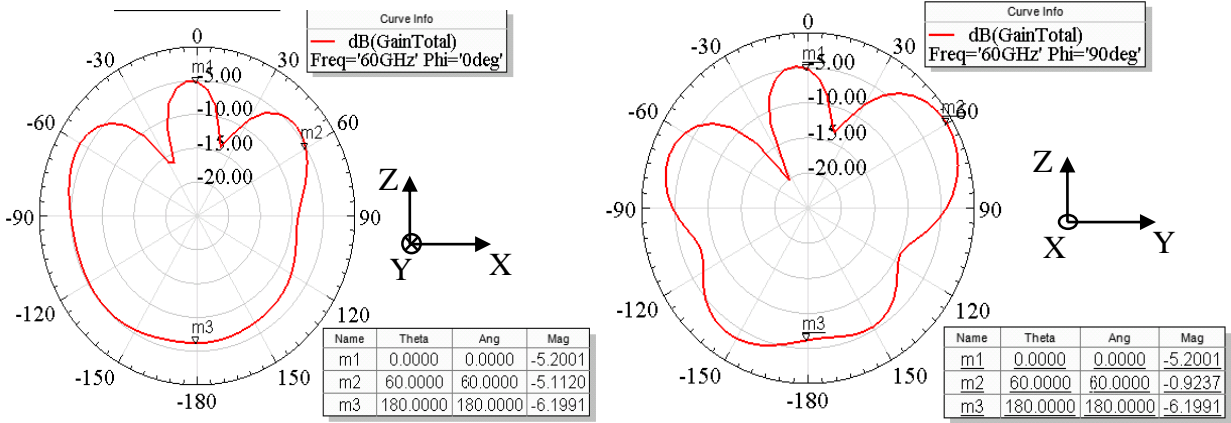 Curve Info
dB(GainTotal)
Freq='60GHz' Phi='0deg'
0
30
60
90
120
150
-180
-150
-120
-90
-60
-30
m1
-5.00
-10.00
-15.00
-20.00
m2
m3
Z
Y
X
Name Theta Ang Mag
m1 0.0000 0.0000 -5.2001
m2 60.0000 60.0000 -5.1120
m3 180.0000 180.0000 -6.1991
Curve Info
dB(GainTotal)
Freq='60GHz' Phi='90deg'
0
30
60
90
120
150
-180
-150
-120
-90
-60
-30
m1
-5.00
-10.00
-15.00
-20.00
m2
m3
Z
X
Y
Name Theta Ang Mag
m1 0.0000 0.0000 -5.2001
m2 60.0000 60.0000 -0.9237
m3 180.0000 180.0000 -6.1991